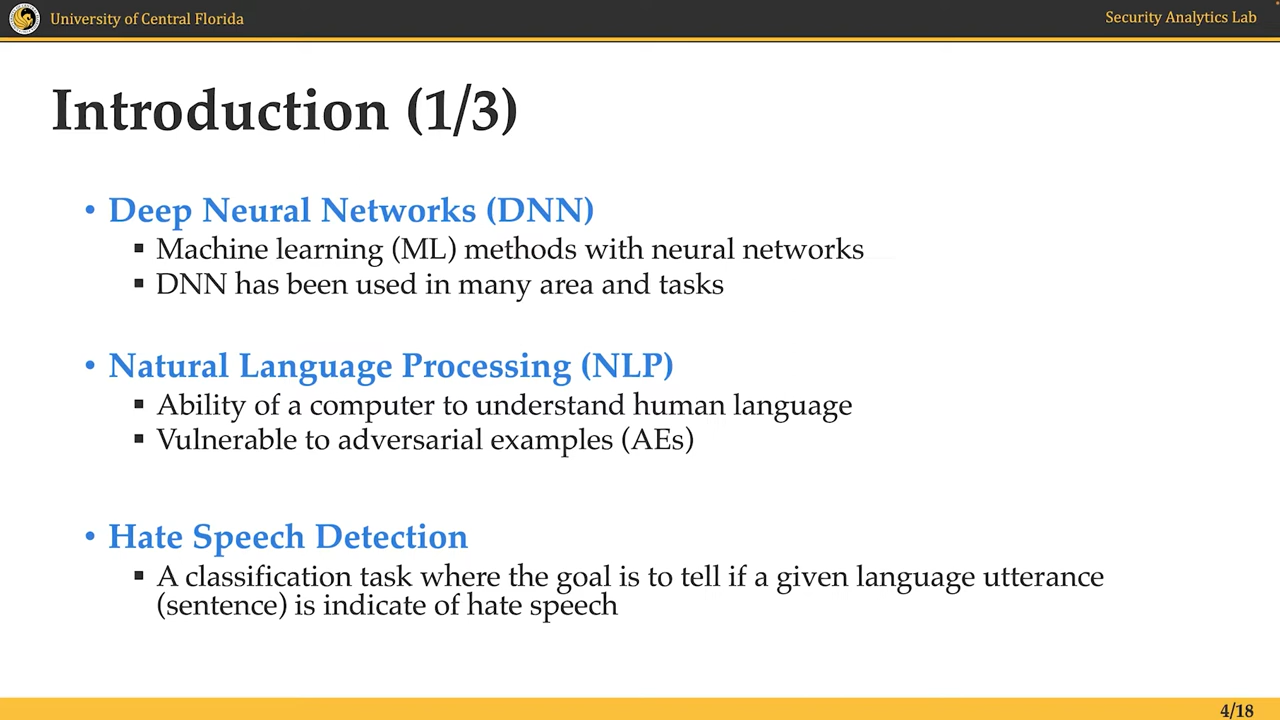 University of Central Florida
Security Analytics Lab
Introduction (1/3)
• Deep Neural Networks (DNN)
▪ Machine learning (ML) methods with neural networks
▪ DNN has been used in many area and tasks
• Natural Language Processing (NLP)
▪ Ability of a computer to understand human language
▪ Vulnerable to adversarial examples (AEs)
• Hate Speech Detection
▪ A classification task where the goal is to tell if a given language utterance
(sentence) is indicate of hate speech
4/18